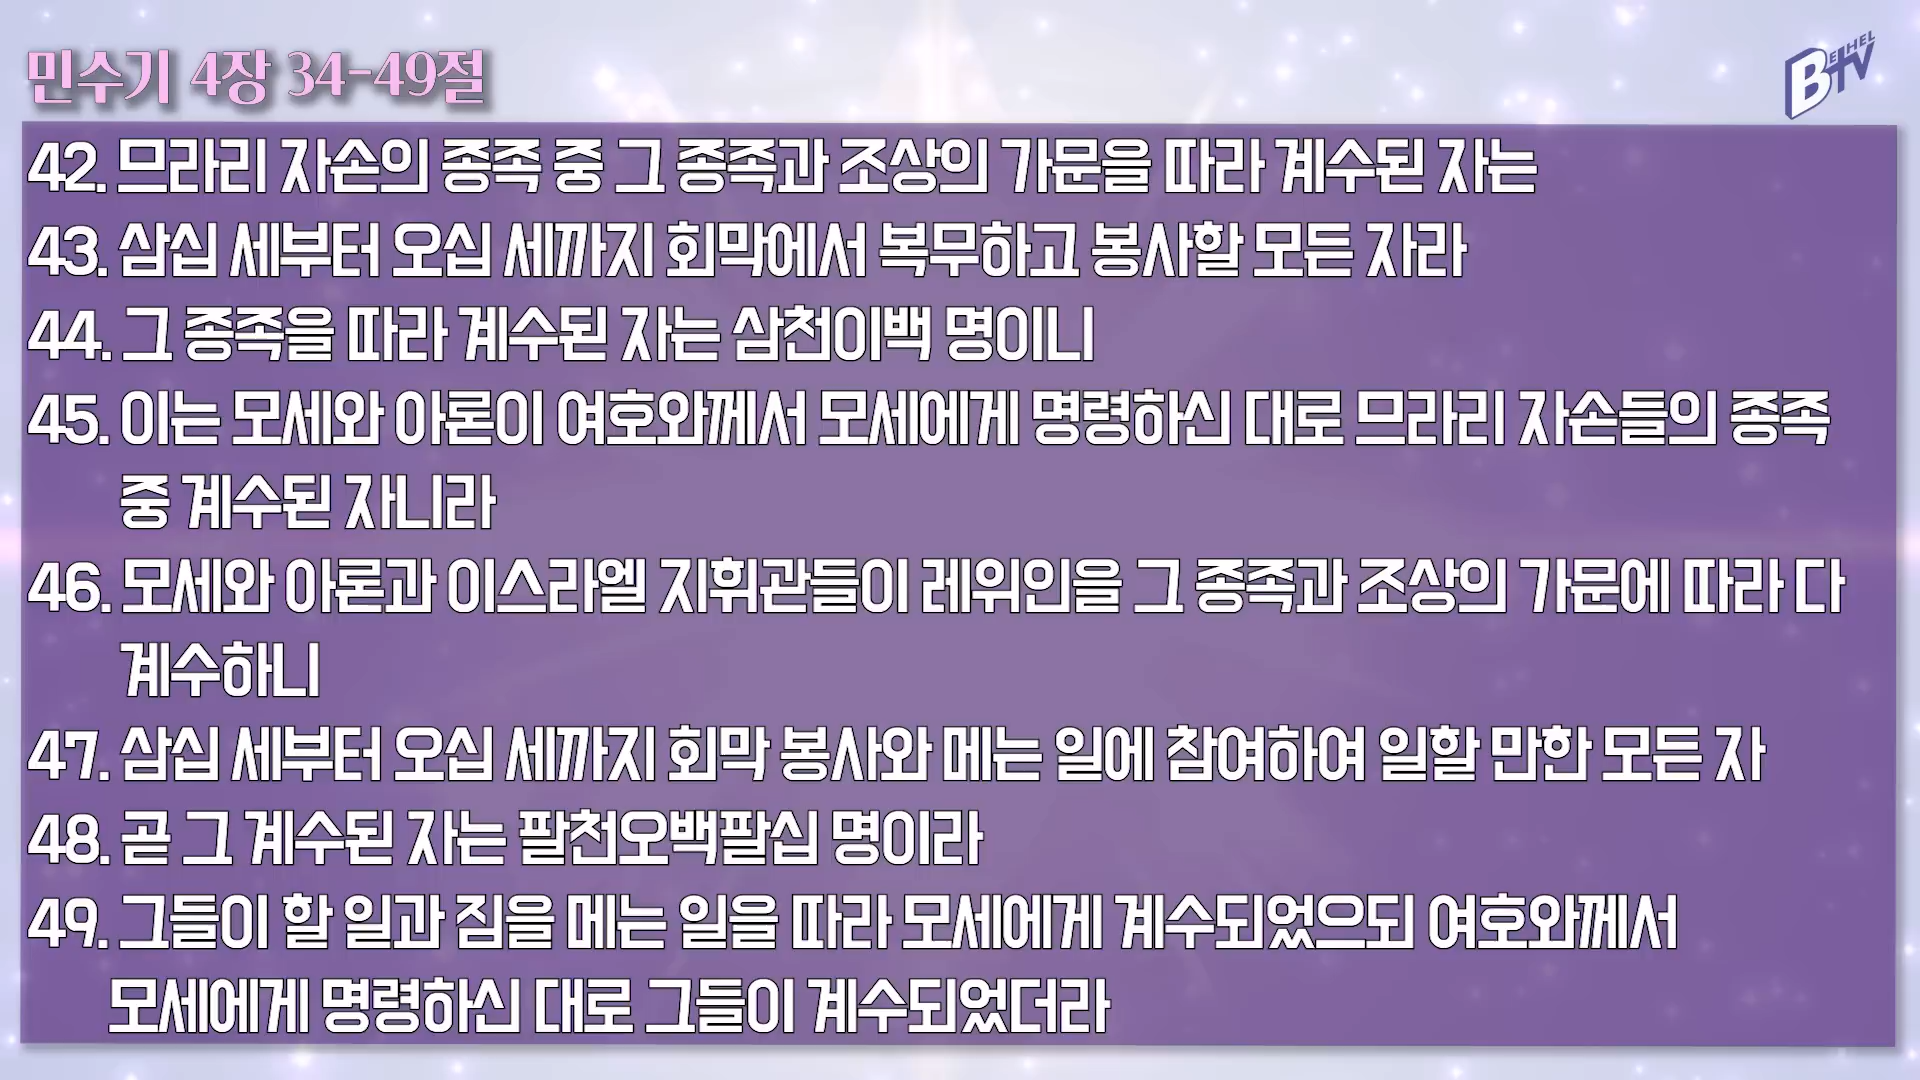 민수기 4장 34-49절
BETHEL TV
42. 므라리 자손의 종족 중 그 종족과 조상의 가문을 따라 계수된 자는
43. 삼십 세부터 오십 세까지 회막에서 복무하고 봉사할 모든 자라
44. 그 종족을 따라 계수된 자는 삼천이백 명이니
45. 이는 모세와 아론이 여호와께서 모세에게 명령하신 대로 므라리 자손들의 종족
중 계수된 자니라
46. 모세와 아론과 이스라엘 지휘관들이 레위인을 그 종족과 조상의 가문에 따라 다
계수하니
47. 삼십 세부터 오십 세까지 회막 봉사와 메는 일에 참여하여 일할 만한 모든 자
48. 곧 그 계수된 자는 팔천오백팔십 명이라
49. 그들이 할 일과 짐을 메는 일을 따라 모세에게 계수되었으되 여호와께서
모세에게 명령하신 대로 그들이 계수되었더라